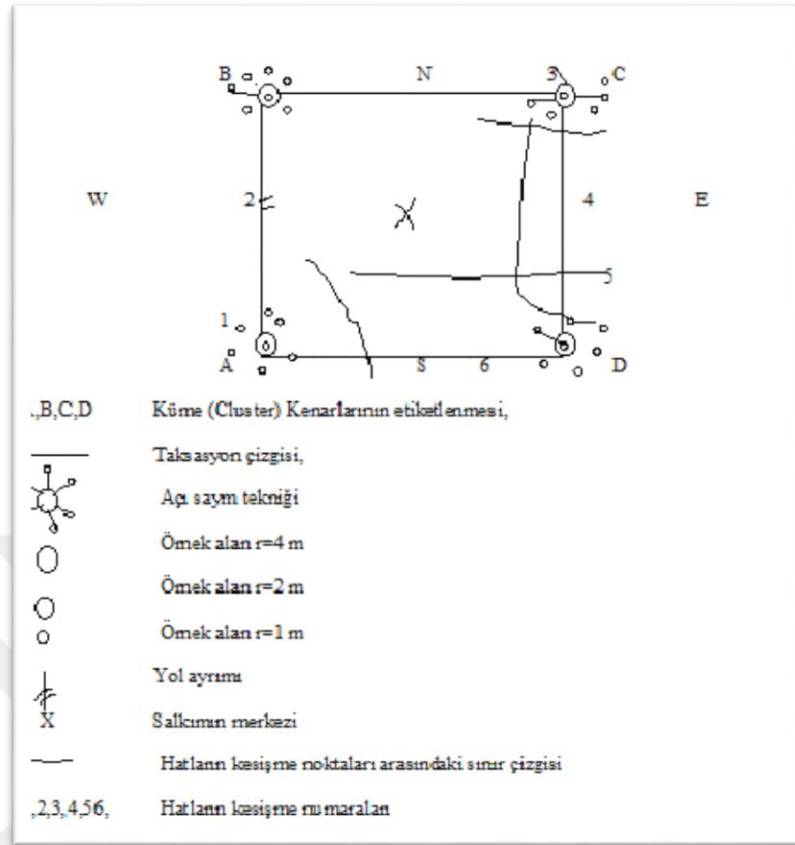 B N 3 C
W 2 X 4 E
5
1
A S 6 D
,B,C,D Küme (Cluster) Kenarlarının etiketlenmesi,
Taksasyon çizgisi,
Açı sayım tekniği
Örnek alan r=4 m
Örnek alan r=2 m
Örnek alan r=1 m
Yol ayrımı
X Salkımın merkezi
Hatların kesişme noktaları arasındaki sınır çizgisi
,2,3,4,56, Hatların kesişme numaraları